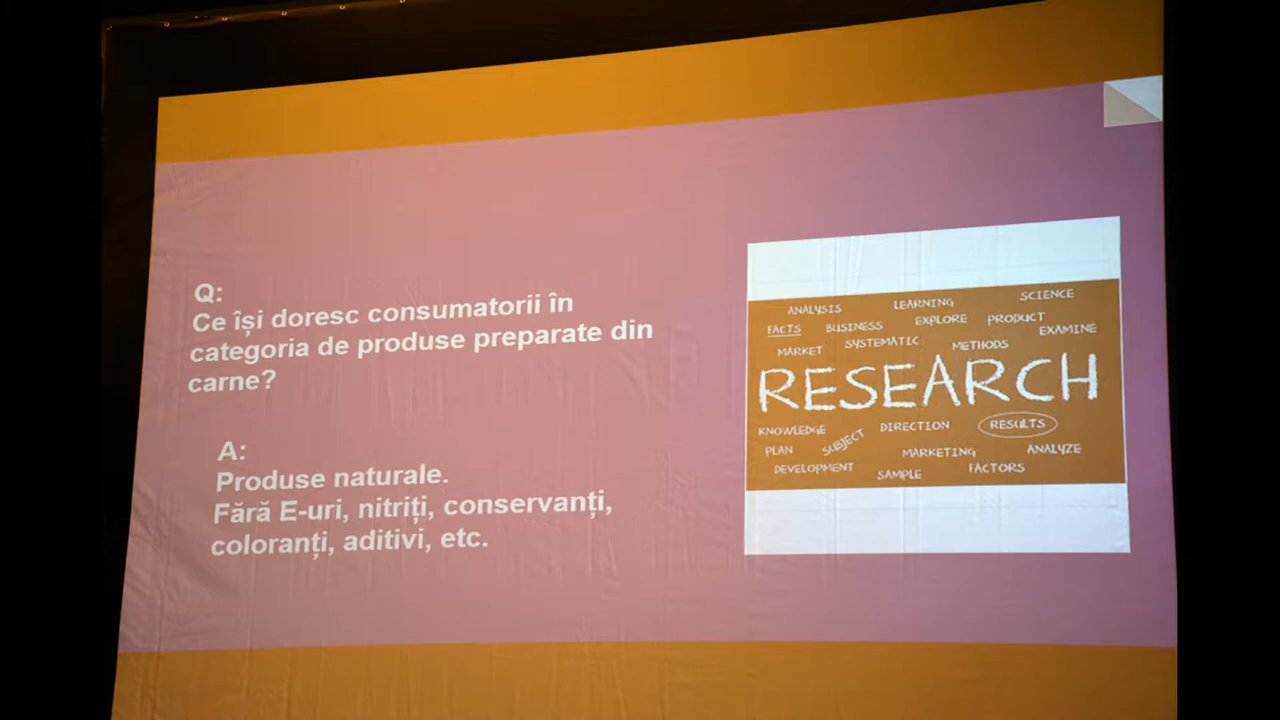 Q:
Ce își doresc consumatorii în
categoria de produse preparate din
carne?
A:
Produse naturale.
Fără E-uri, nitriți, conservanți,
coloranți, aditivi, etc.
ANALYSIS LEARNING SCIENCE
FACTS BUSINESS EXPLORE PRODUCT
MARKET SYSTEMATIC METHODS EXAMINE
RESEARCH
KNOWLEDGE SUBJECT DIRECTION RESULTS
PLAN MARKETING ANALYZE
DEVELOPMENT SAMPLE FACTORS